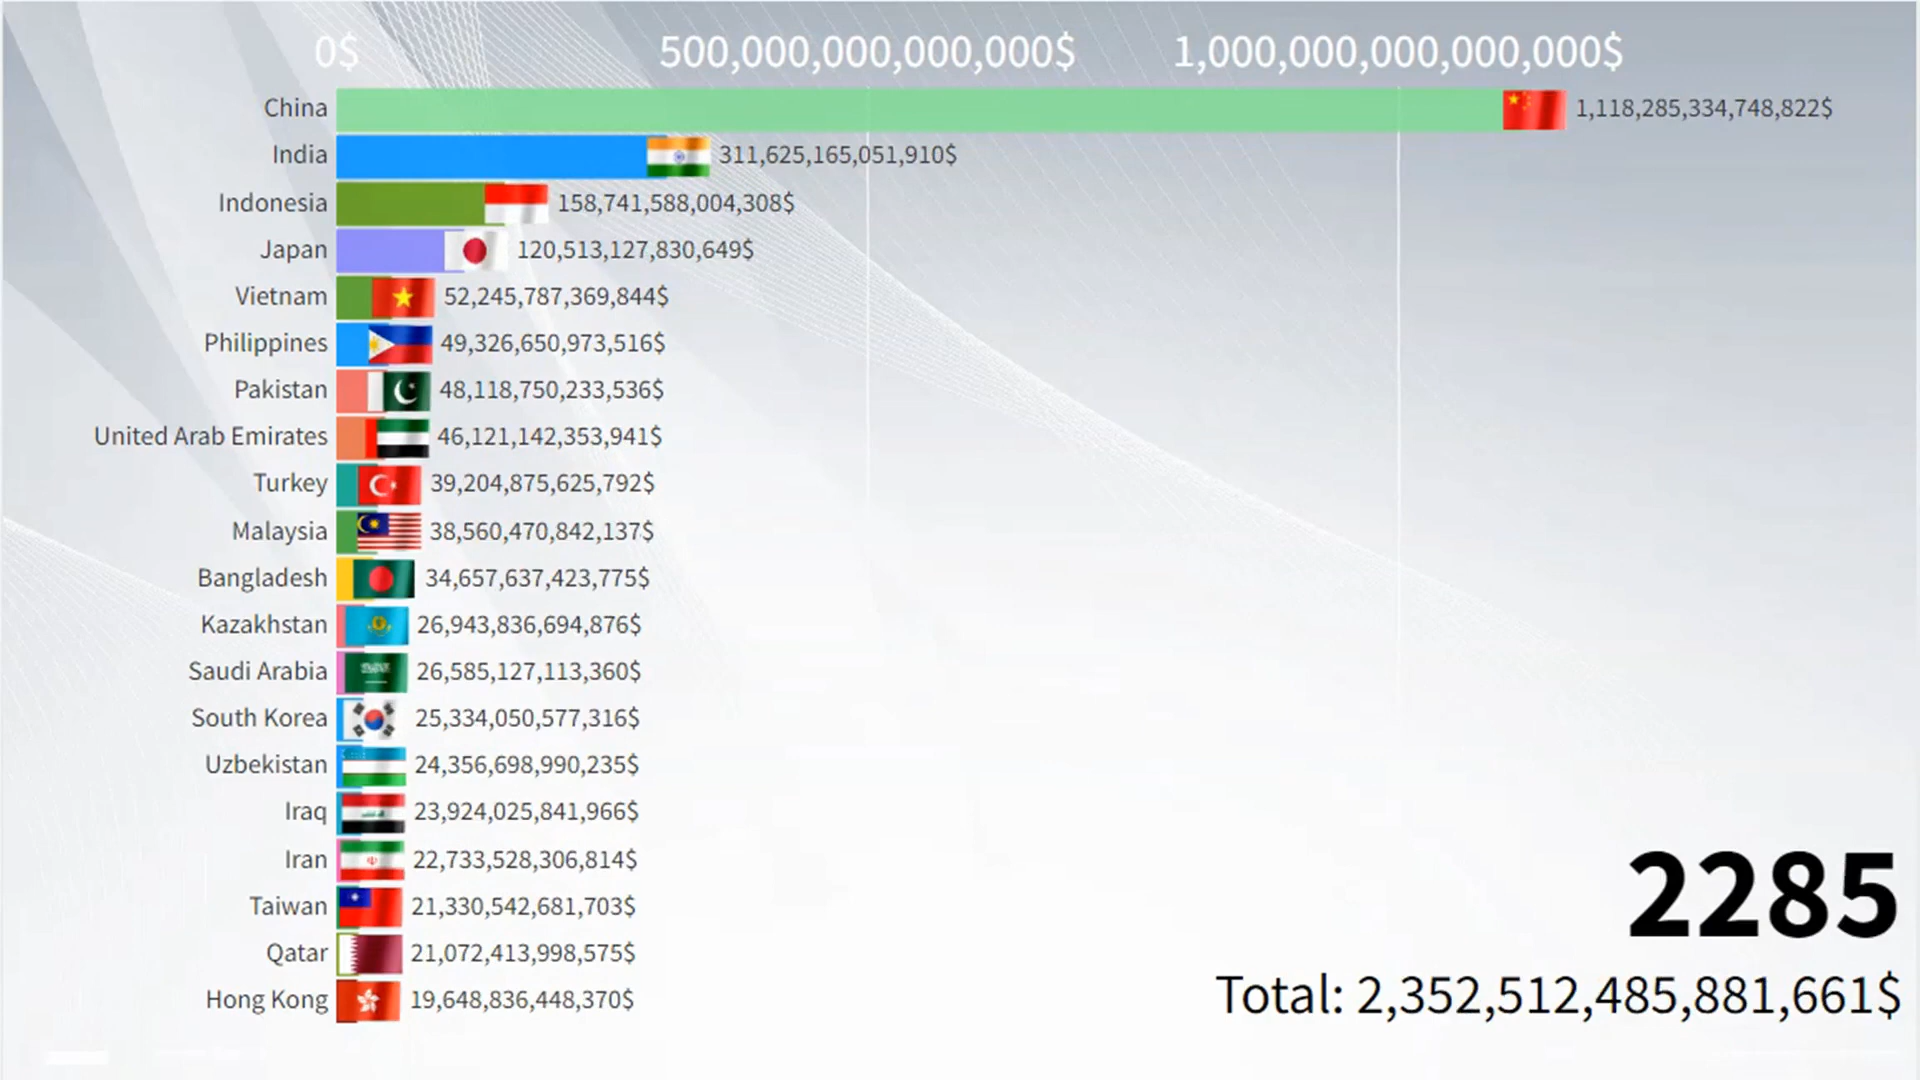 0$ 500,000,000,000,000$ 1,000,000,000,000,000$
China 1,118,285,334,748,822$
India 311,625,165,051,910$
Indonesia 158,741,588,004,308$
Japan 120,513,127,830,649$
Vietnam 52,245,787,369,844$
Philippines 49,326,650,973,516$
Pakistan 48,118,750,233,536$
United Arab Emirates 46,121,142,353,941$
Turkey 39,204,875,625,792$
Malaysia 38,560,470,842,137$
Bangladesh 34,657,637,423,775$
Kazakhstan 26,943,836,694,876$
Saudi Arabia 26,585,127,113,360$
South Korea 25,334,050,577,316$
Uzbekistan 24,356,698,990,235$
Iraq 23,924,025,841,966$
Iran 22,733,528,306,814$
Taiwan 21,330,542,681,703$
Qatar 21,072,413,998,575$
Hong Kong 19,648,836,448,370$
2285
Total: 2,352,512,485,881,661$